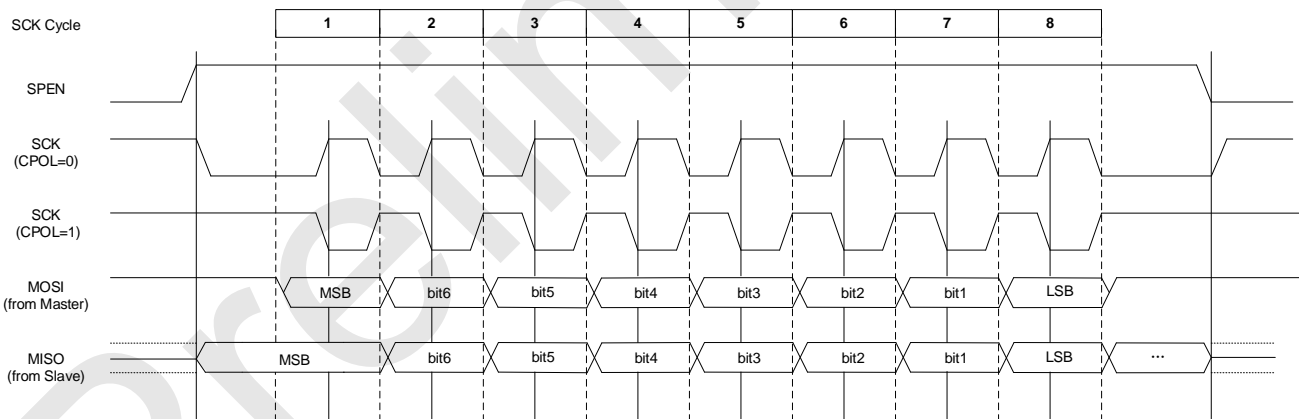 SCK Cycle 1 2 3 4 5 6 7 8
SPEN
SCK
(CPOL=0)
SCK
(CPOL=1)
MOSI
(from Master)
MSB bit6 bit5 bit4 bit3 bit2 bit1 LSB
MISO
(from Slave)
MSB bit6 bit5 bit4 bit3 bit2 bit1 LSB ...
Prelim